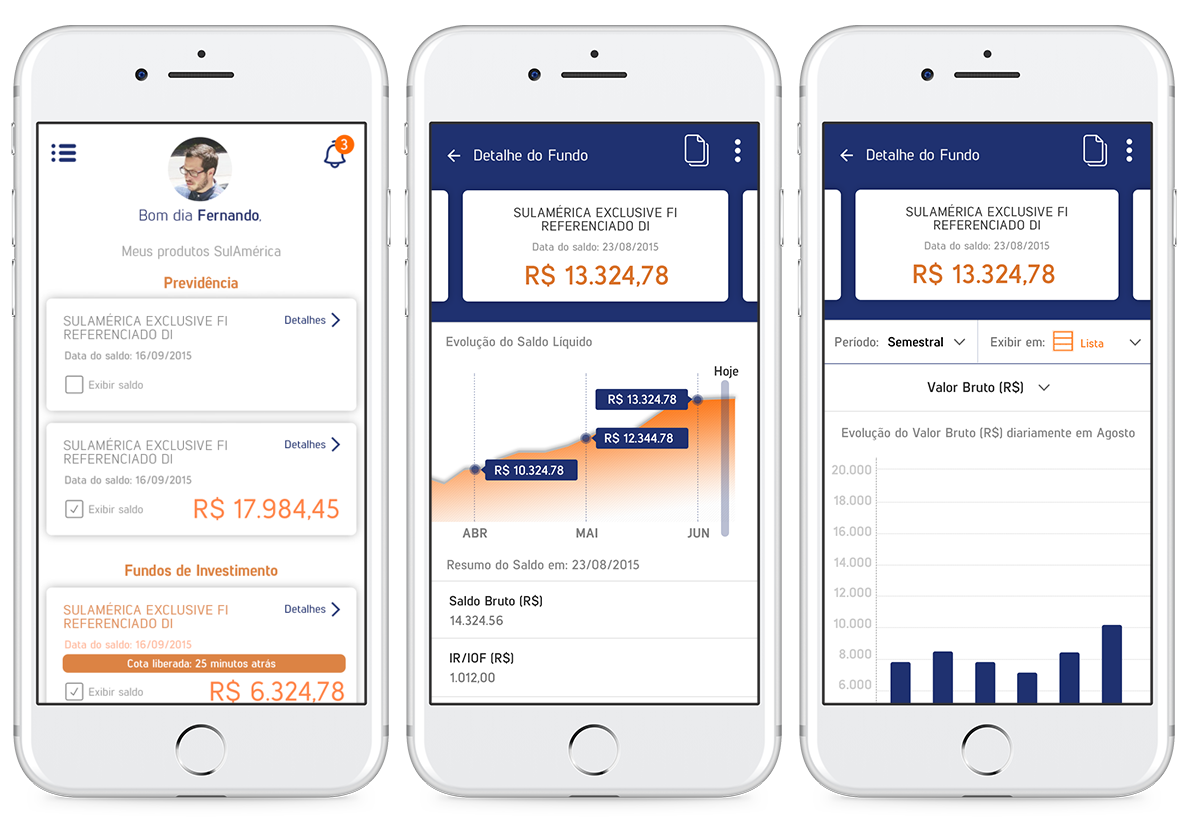 3
Bom dia Fernando,
Meus produtos SulAmérica
Previdência
SULAMÉRICA EXCLUSIVE FI
REFERENCIADO DI
Detalhes
Data do saldo: 16/09/2015
Exibir saldo
SULAMÉRICA EXCLUSIVE FI
REFERENCIADO DI
Detalhes
Data do saldo: 16/09/2015
Exibir saldo
R$ 17.984,45
Fundos de Investimento
SULAMÉRICA EXCLUSIVE FI
REFERENCIADO DI
Detalhes
Data do saldo: 16/09/2015
Cota liberada: 25 minutos atrás
Exibir saldo
R$ 6.324,78
Detalhe do Fundo
SULAMÉRICA EXCLUSIVE FI
REFERENCIADO DI
Data do saldo: 23/08/2015
R$ 13.324,78
Evolução do Saldo Líquido
Hoje
R$ 13.324.78
R$ 12.344.78
R$ 10.324.78
ABR MAI JUN
Resumo do Saldo em: 23/08/2015
Saldo Bruto (R$)
14.324.56
IR/IOF (R$)
1.012,00
Detalhe do Fundo
SULAMÉRICA EXCLUSIVE FI
REFERENCIADO DI
Data do saldo: 23/08/2015
R$ 13.324,78
Período: Semestral
Exibir em: Lista
Valor Bruto (R$)
Evolução do Valor Bruto (R$) diariamente em Agosto
20.000
18.000
16.000
14.000
12.000
10.000
8.000
6.000